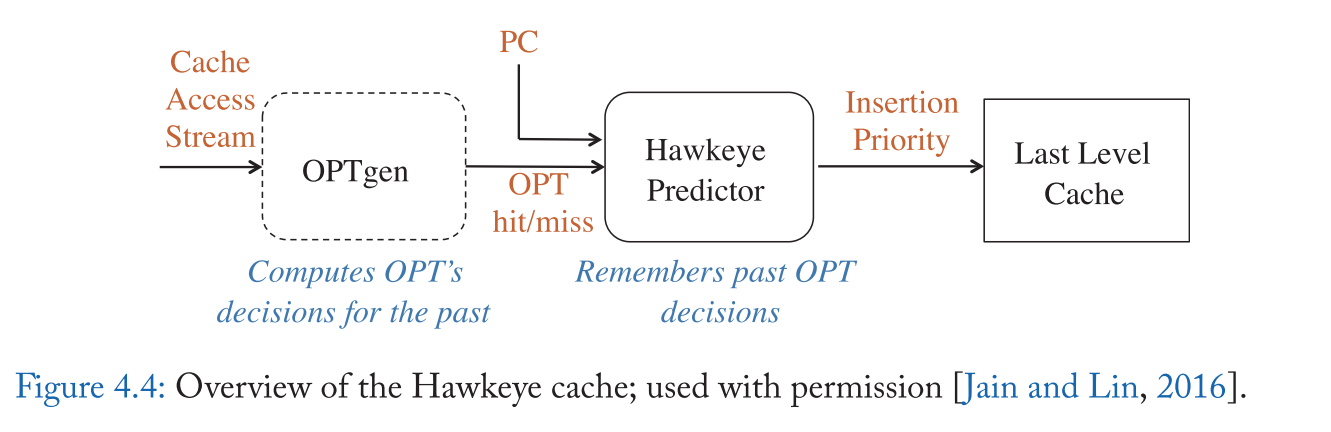 PC
Cache
Access
Stream
OPTgen
OPT
hit/miss
Hawkeye
Predictor
Insertion
Priority
Last Level
Cache
Computes OPT’s
decisions for the past
Remembers past OPT
decisions
Figure 4.4: Overview of the Hawkeye cache; used with permission [Jain and Lin, 2016].